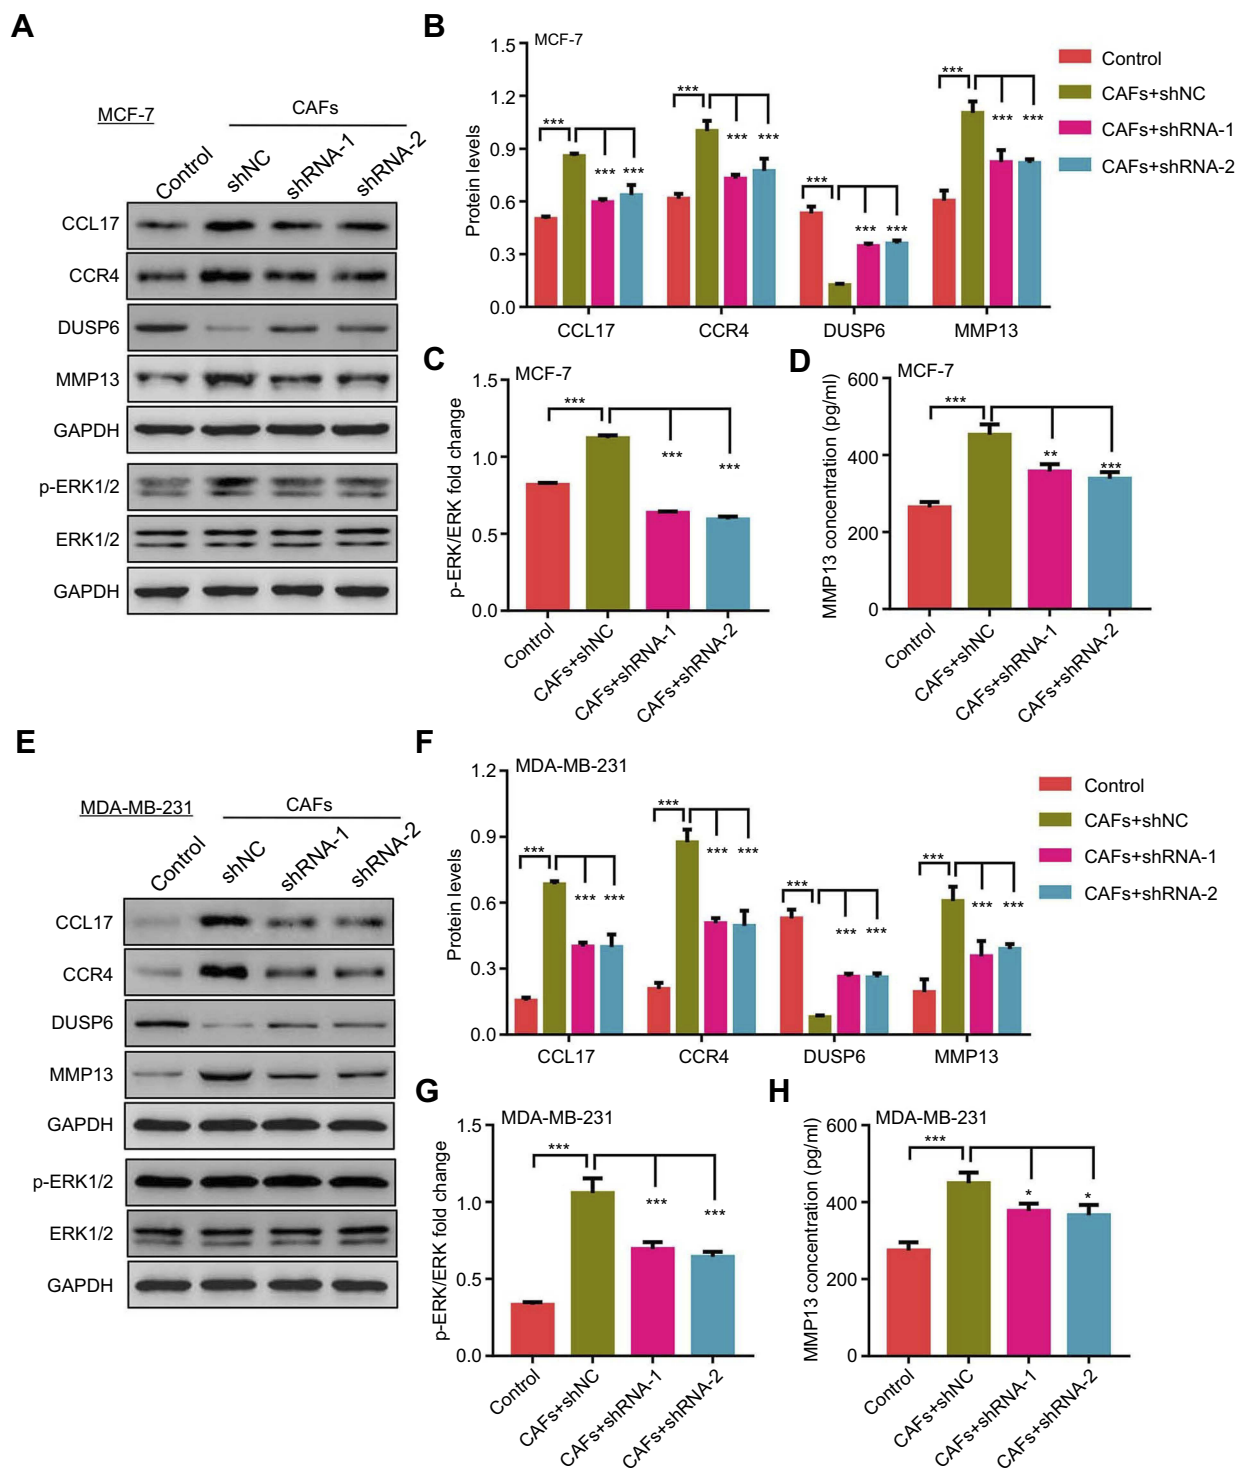 A
MCF-7
CAFs
Control
shNC
shRNA-1
shRNA-2
CCL17
CCR4
DUSP6
MMP13
GAPDH
p-ERK1/2
ERK1/2
GAPDH
B
MCF-7
Protein levels
1.5
1.2
0.9
0.6
0.3
0.0
*** *** ***
*** *** ***
*** *** ***
*** *** ***
CCL17 CCR4 DUSP6 MMP13
Control
CAFs+shNC
CAFs+shRNA-1
CAFs+shRNA-2
C
MCF-7
p-ERK/ERK fold change
1.5
1.0
0.5
0.0
*** *** ***
Control
CAFs+shNC
CAFs+shRNA-1
CAFs+shRNA-2
D
MCF-7
MMP13 concentration (pg/ml)
600
400
200
0
*** ** ***
Control
CAFs+shNC
CAFs+shRNA-1
CAFs+shRNA-2
E
MDA-MB-231
CAFs
Control
shNC
shRNA-1
shRNA-2
CCL17
CCR4
DUSP6
MMP13
GAPDH
p-ERK1/2
ERK1/2
GAPDH
F
MDA-MB-231
Protein levels
1.2
0.9
0.6
0.3
0.0
*** *** ***
*** *** ***
*** *** ***
*** *** ***
CCL17 CCR4 DUSP6 MMP13
Control
CAFs+shNC
CAFs+shRNA-1
CAFs+shRNA-2
G
MDA-MB-231
p-ERK/ERK fold change
1.5
1.0
0.5
0.0
*** *** ***
Control
CAFs+shNC
CAFs+shRNA-1
CAFs+shRNA-2
H
MDA-MB-231
MMP13 concentration (pg/ml)
600
400
200
0
*** * *
Control
CAFs+shNC
CAFs+shRNA-1
CAFs+shRNA-2